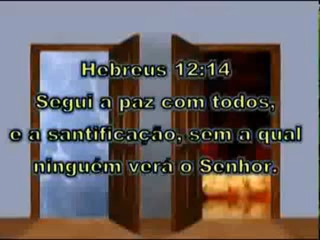 Hebreus 12:14
Segui a paz com todos,
e a santificação, sem a qual
ninguém verá o Senhor.